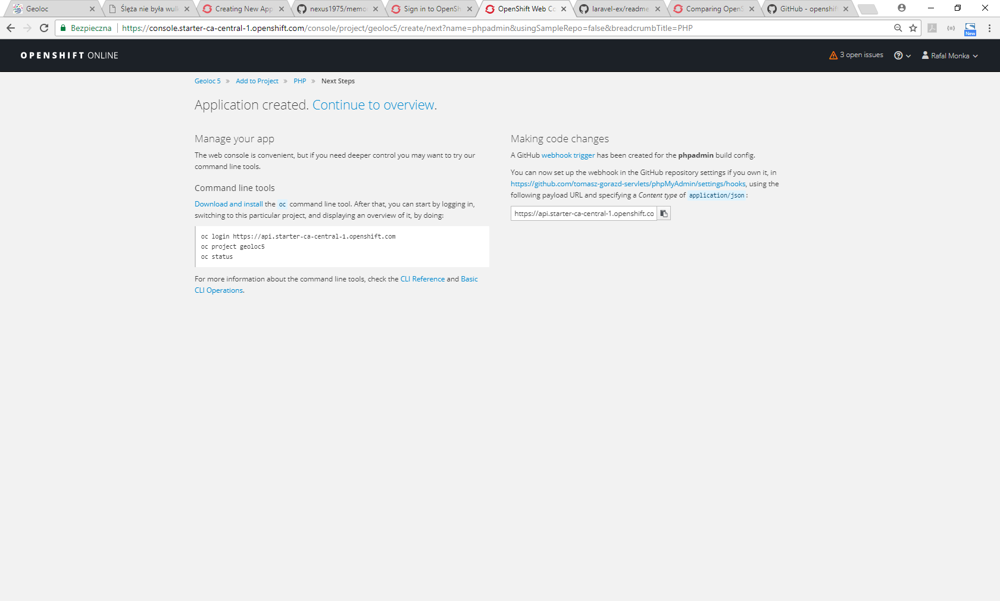 Geoloc
Ślęża nie była wulk
Creating New App
nexus1975/memo
Sign in to OpenSh
OpenShift Web Co
laravel-ex/readme
Comparing OpenS
GitHub - openshift
Bezpieczna
https://console.starter-ca-central-1.openshift.com/console/project/geoloc5/create/next?name=phpadmin&usingSampleRepo=false&breadcrumbTitle=PHP
New
OPENSHIFT ONLINE
3 open issues
Rafal Monka
Geoloc 5 » Add to Project » PHP » Next Steps
Application created. Continue to overview.
Manage your app
The web console is convenient, but if you need deeper control you may want to try our
command line tools.
Command line tools
Download and install the oc command line tool. After that, you can start by logging in,
switching to this particular project, and displaying an overview of it, by doing:
oc login https://api.starter-ca-central-1.openshift.com
oc project geoloc5
oc status
For more information about the command line tools, check the CLI Reference and Basic
CLI Operations.
Making code changes
A GitHub webhook trigger has been created for the phpadmin build config.
You can now set up the webhook in the GitHub repository settings if you own it, in
https://github.com/tomasz-gorazd-servlets/phpMyAdmin/settings/hooks, using the
following payload URL and specifying a Content type of application/json:
https://api.starter-ca-central-1.openshift.co